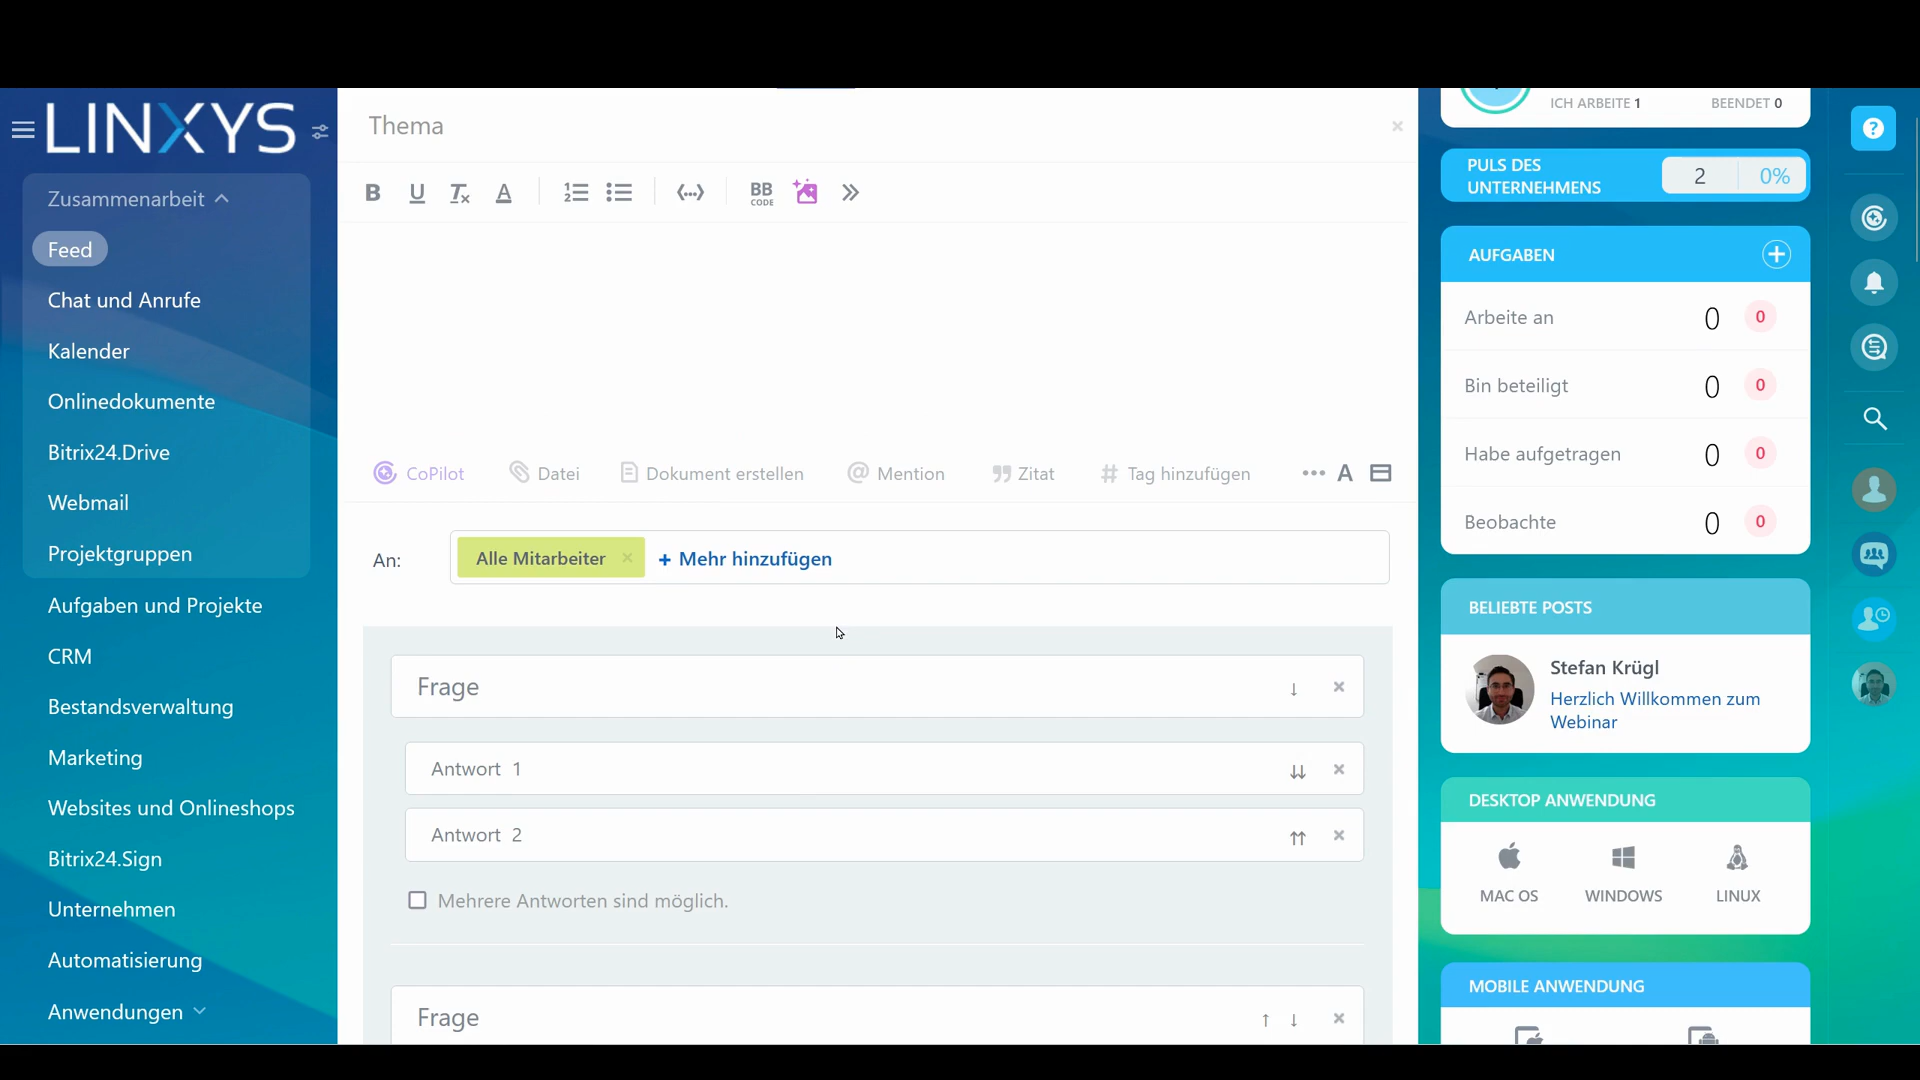 LINXYS
Zusammenarbeit
Feed
Chat und Anrufe
Kalender
Onlinedokumente
Bitrix24.Drive
Webmail
Projektgruppen
Aufgaben und Projekte
CRM
Bestandsverwaltung
Marketing
Websites und Onlineshops
Bitrix24.Sign
Unternehmen
Automatisierung
Anwendungen
Thema
B U T A BB CODE
CoPilot Datei Dokument erstellen @ Mention Zitat # Tag hinzufügen ... A
An: Alle Mitarbeiter × + Mehr hinzufügen
Frage
Antwort 1
Antwort 2
Mehrere Antworten sind möglich.
Frage
ICH ARBEITE 1 BEENDET 0
PULS DES
UNTERNEHMENS
2 0%
AUFGABEN
Arbeite an 0 0
Bin beteiligt 0 0
Habe aufgetragen 0 0
Beobachte 0 0
BELIEBTE POSTS
Stefan Krügl
Herzlich Willkommen zum
Webinar
DESKTOP ANWENDUNG
MAC OS WINDOWS LINUX
MOBILE ANWENDUNG